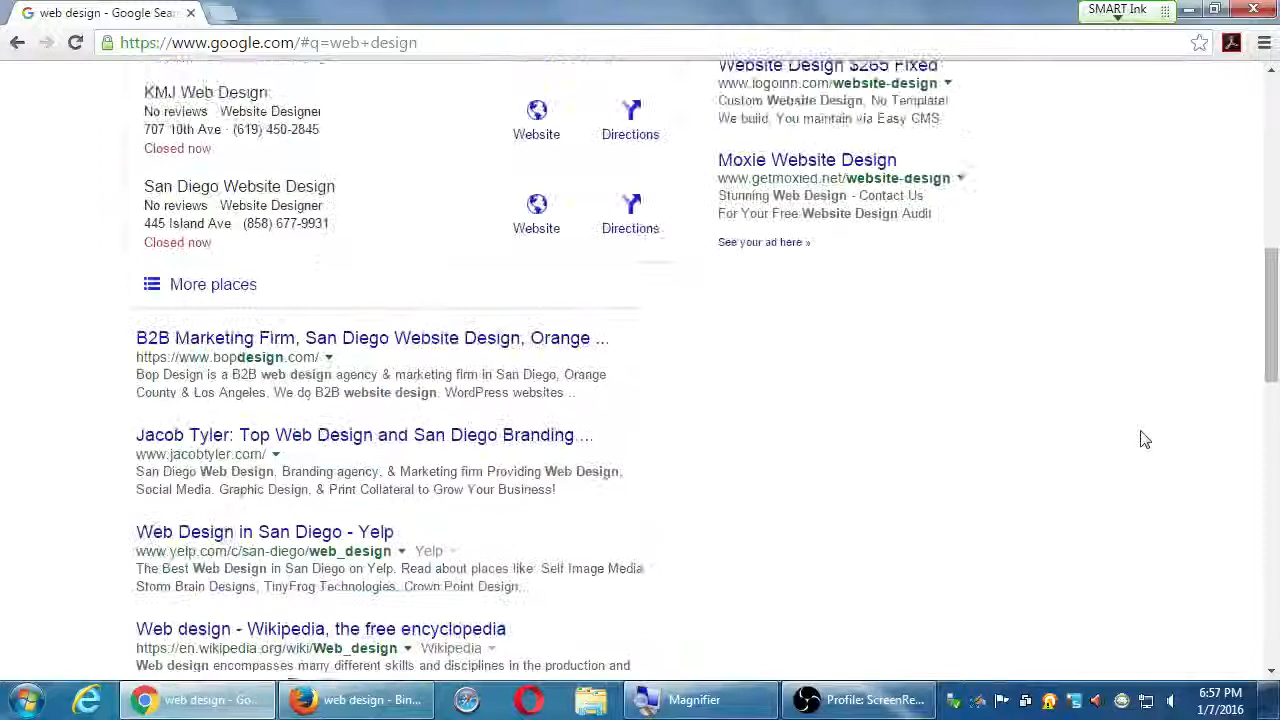 web design - Google Sear
SMART Ink
https://www.google.com/#q=web+design
KMJ Web Design
No reviews · Website Designer
707 10th Ave · (619) 450-2845
Closed now
Website
Directions
San Diego Website Design
No reviews · Website Designer
445 Island Ave · (858) 677-9931
Closed now
Website
Directions
More places
B2B Marketing Firm, San Diego Website Design, Orange ...
https://www.bopdesign.com/
Bop Design is a B2B web design agency & marketing firm in San Diego, Orange
County & Los Angeles. We do B2B website design. WordPress websites ...
Jacob Tyler: Top Web Design and San Diego Branding ...
www.jacobtyler.com/
San Diego Web Design. Branding agency, & Marketing firm Providing Web Design,
Social Media. Graphic Design, & Print Collateral to Grow Your Business!
Web Design in San Diego - Yelp
www.yelp.com/c/san-diego/web_design Yelp
The Best Web Design in San Diego on Yelp. Read about places like: Self Image Media,
Storm Brain Designs, TinyFrog Technologies, Crown Point Design, ...
Web design - Wikipedia, the free encyclopedia
https://en.wikipedia.org/wiki/Web_design Wikipedia
Web design encompasses many different skills and disciplines in the production and
Website Design $265 Fixed
www.logoinn.com/website-design
Custom Website Design, No Template!
We build, You maintain via Easy CMS
Moxie Website Design
www.getmoxied.net/website-design
Stunning Web Design - Contact Us
For Your Free Website Design Audit
See your ad here »
web design - Go...
web design - Bin...
Magnifier
Profile: ScreenRe...
6:57 PM
1/7/2016